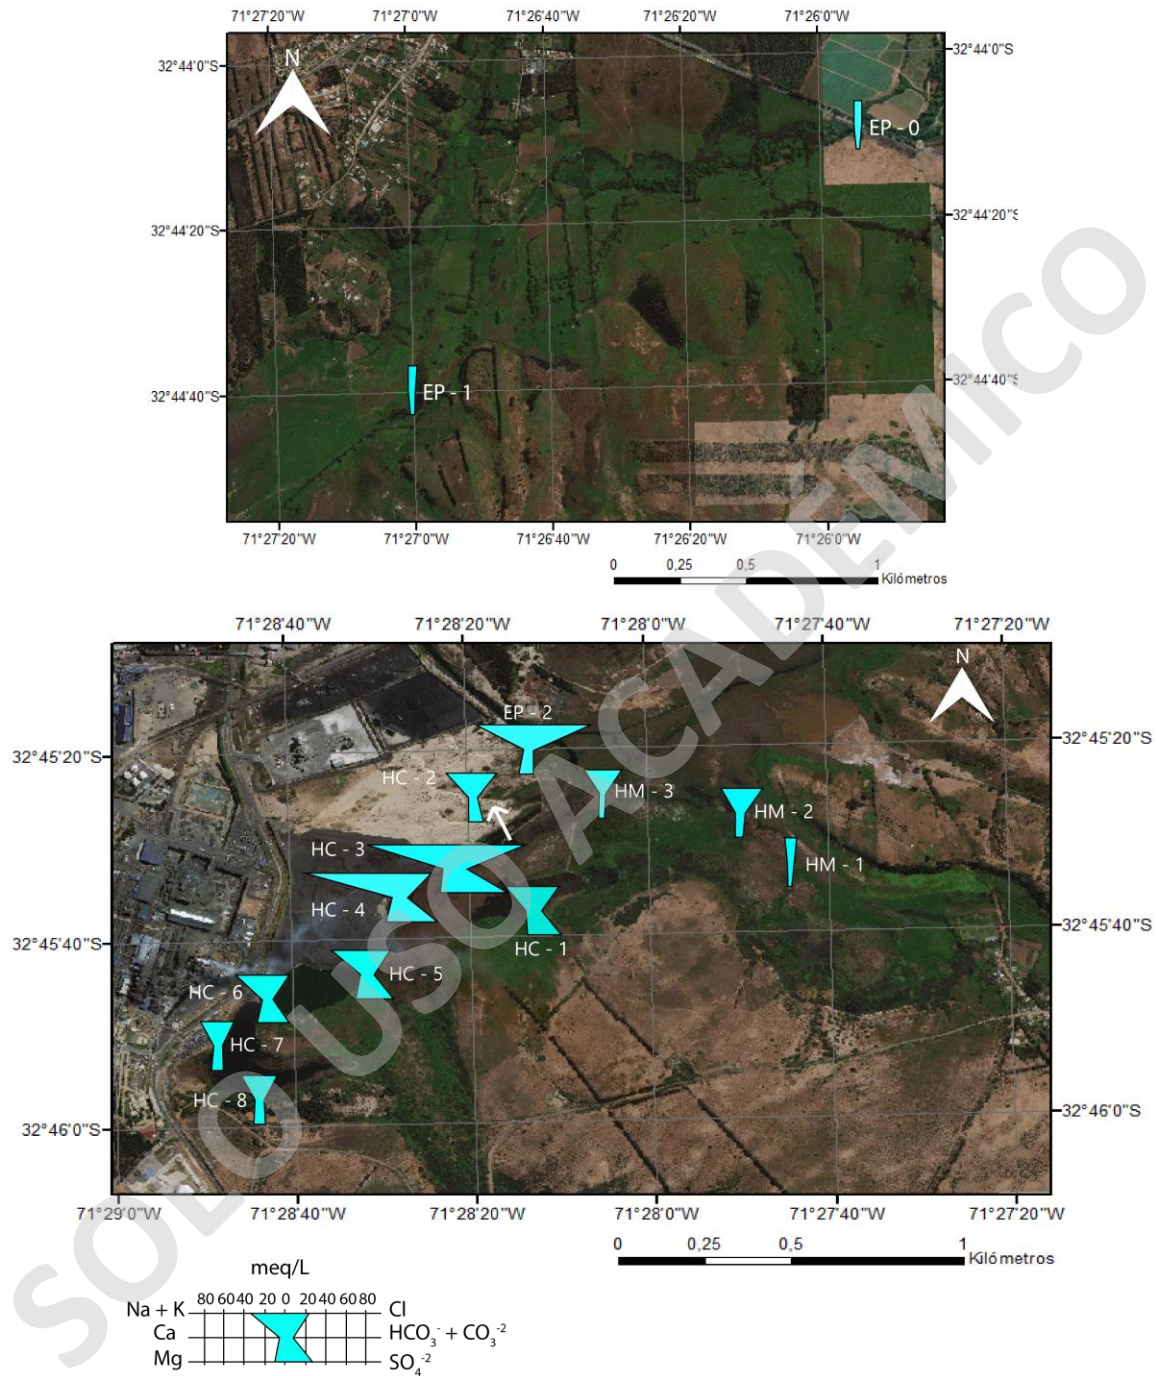 71°27'20"W 71°27'0"W 71°26'40"W 71°26'20"W 71°26'0"W
32°44'0"S 32°44'0"S
N
EP - 0
32°44'20"S 32°44'20"S
32°44'40"S 32°44'40"S
EP - 1
71°27'20"W 71°27'0"W 71°26'40"W 71°26'20"W 71°26'0"W
0 0,25 0,5 1
Kilómetros
71°28'40"W 71°28'20"W 71°28'0"W 71°27'40"W 71°27'20"W
N
EP - 2
32°45'20"S 32°45'20"S
HC - 2
HM - 3
HM - 2
HC - 3
HM - 1
HC - 4
32°45'40"S 32°45'40"S
HC - 1
HC - 5
HC - 6
HC - 7
HC - 8
32°46'0"S 32°46'0"S
71°29'0"W 71°28'40"W 71°28'20"W 71°28'0"W 71°27'40"W 71°27'20"W
0 0,25 0,5 1
Kilómetros
meq/L
80 60 40 20 0 20 40 60 80
Na + K Cl
Ca HCO₃⁻ + CO₃⁻²
Mg SO₄⁻²
SOLO USO ACADÉMICO